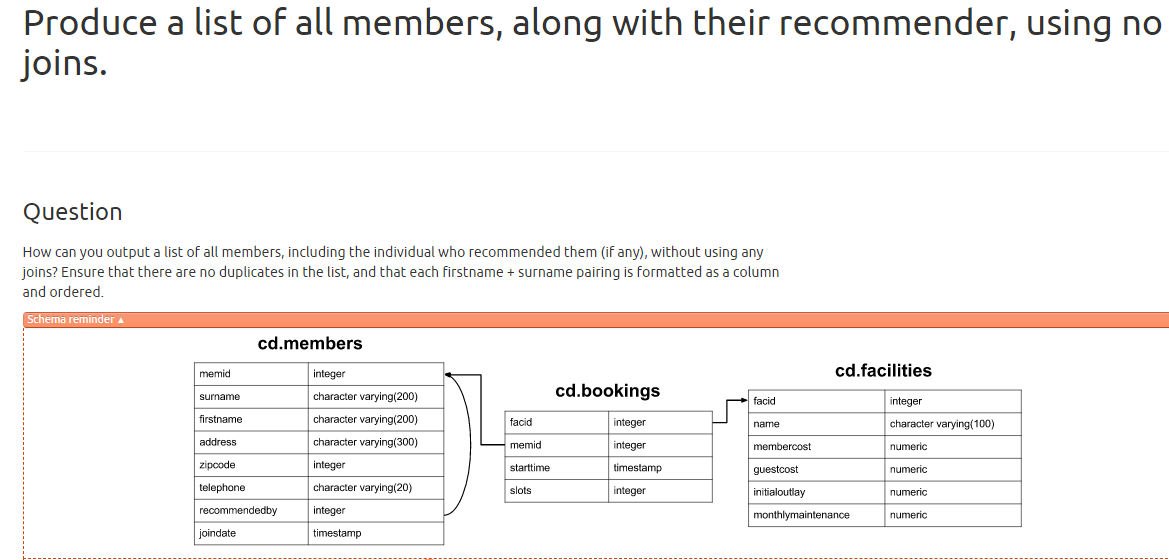 Produce a list of all members, along with their recommender, using no
joins.
Question
How can you output a list of all members, including the individual who recommended them (if any), without using any
joins? Ensure that there are no duplicates in the list, and that each firstname + surname pairing is formatted as a column
and ordered.
Schema reminder ▲
cd.members
memid integer
surname character varying(200)
firstname character varying(200)
address character varying(300)
zipcode integer
telephone character varying(20)
recommendedby integer
joindate timestamp
cd.bookings
facid integer
memid integer
starttime timestamp
slots integer
cd.facilities
facid integer
name character varying(100)
membercost numeric
guestcost numeric
initialoutlay numeric
monthlymaintenance numeric